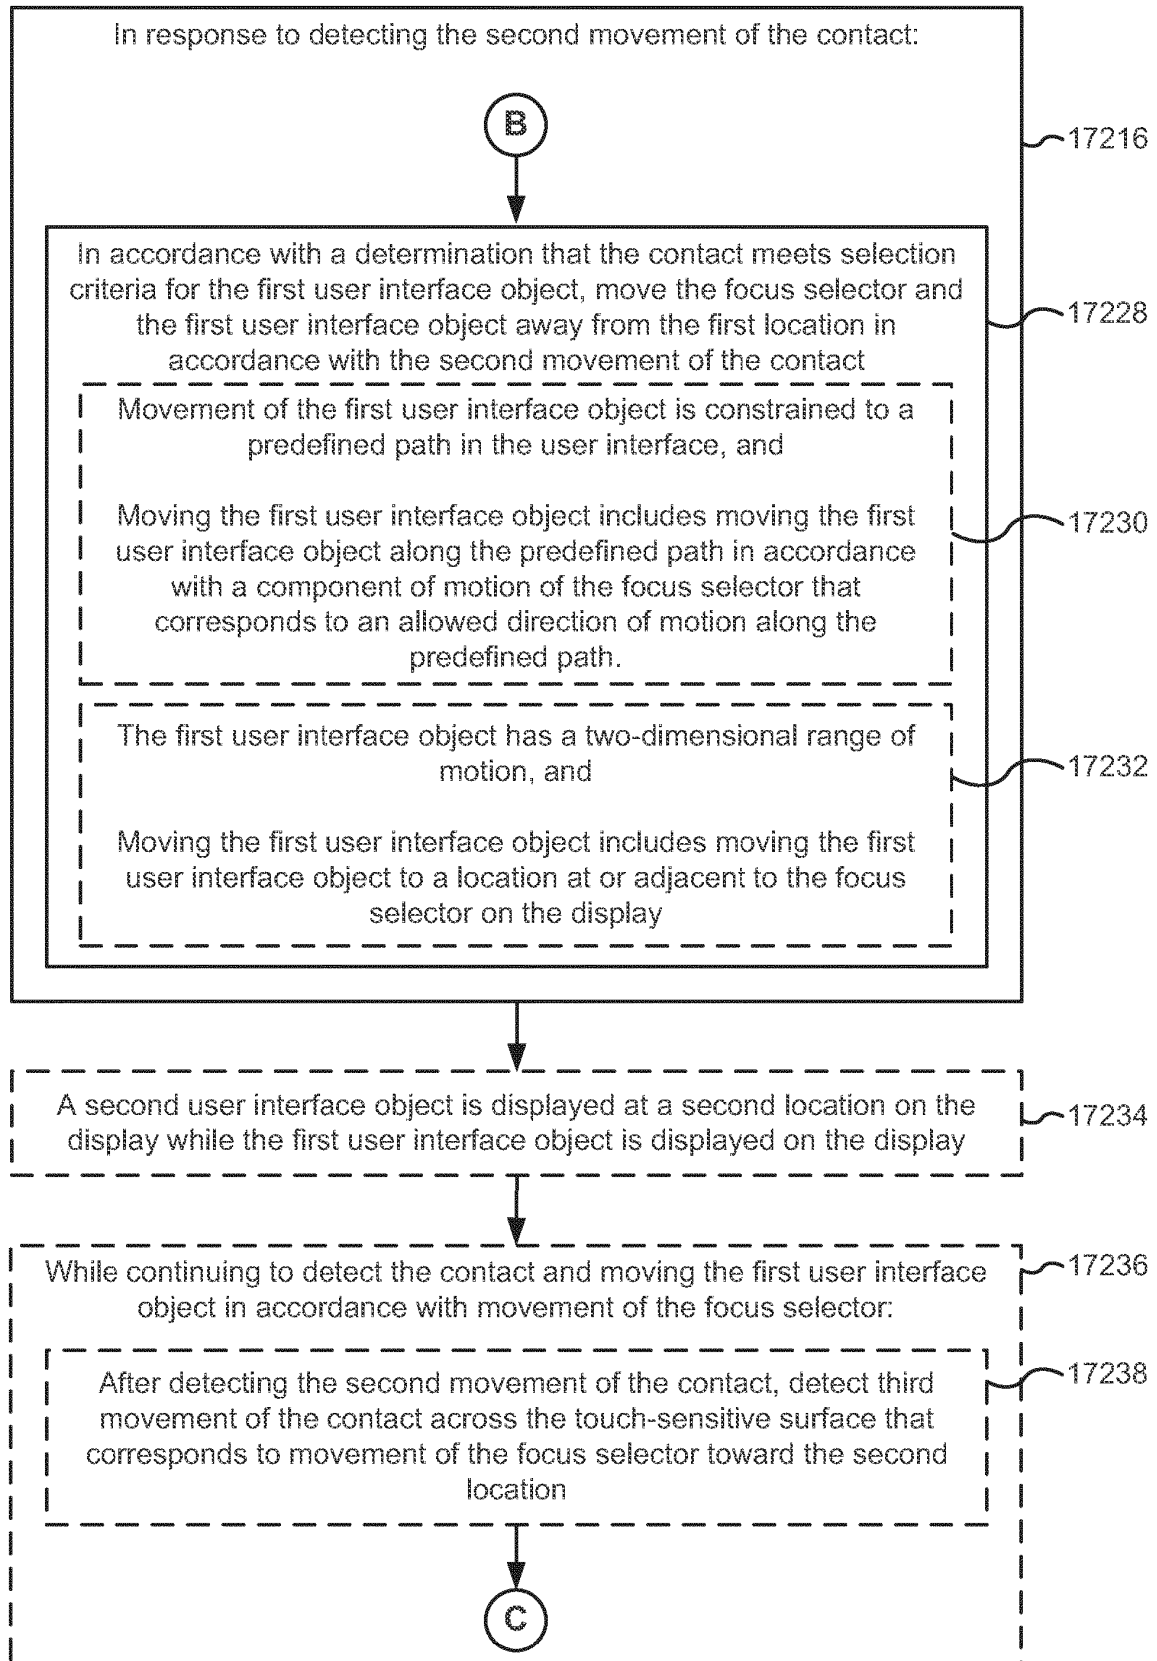 In response to detecting the second movement of the contact:
B
17216
In accordance with a determination that the contact meets selection
criteria for the first user interface object, move the focus selector and
the first user interface object away from the first location in
accordance with the second movement of the contact
17228
Movement of the first user interface object is constrained to a
predefined path in the user interface, and
Moving the first user interface object includes moving the first
user interface object along the predefined path in accordance
with a component of motion of the focus selector that
corresponds to an allowed direction of motion along the
predefined path.
17230
The first user interface object has a two-dimensional range of
motion, and
Moving the first user interface object includes moving the first
user interface object to a location at or adjacent to the focus
selector on the display
17232
A second user interface object is displayed at a second location on the
display while the first user interface object is displayed on the display
17234
While continuing to detect the contact and moving the first user interface
object in accordance with movement of the focus selector:
17236
After detecting the second movement of the contact, detect third
movement of the contact across the touch-sensitive surface that
corresponds to movement of the focus selector toward the second
location
17238
C